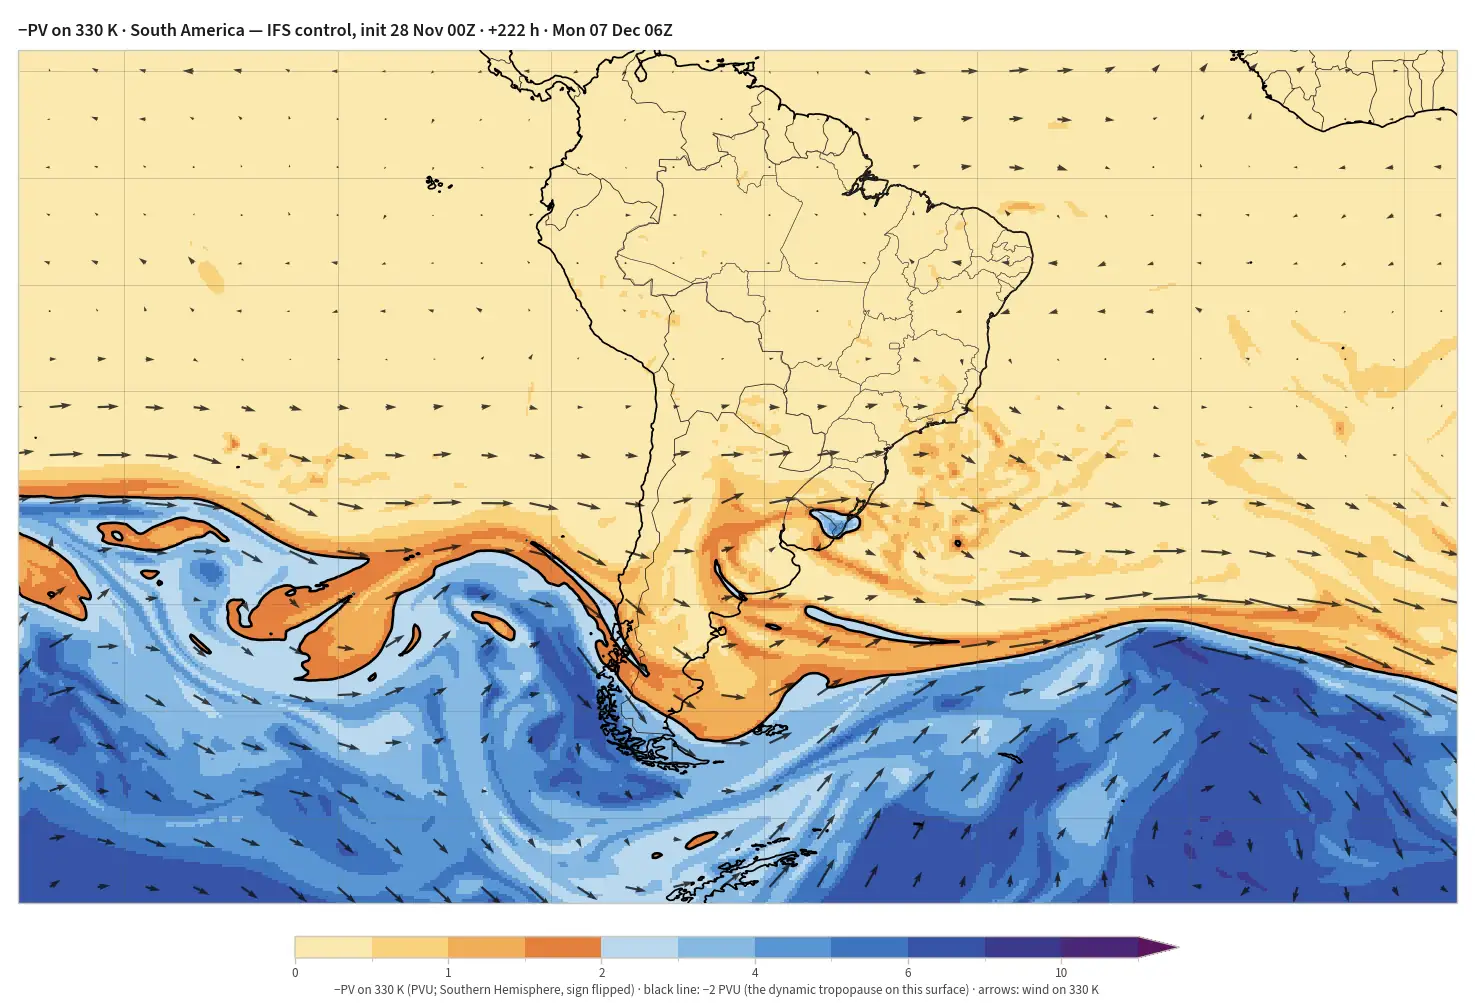 −PV on 330 K · South America — IFS control, init 28 Nov 00Z · +222 h · Mon 07 Dec 06Z
0 1 2 4 6 10
−PV on 330 K (PVU; Southern Hemisphere, sign flipped) · black line: −2 PVU (the dynamic tropopause on this surface) · arrows: wind on 330 K